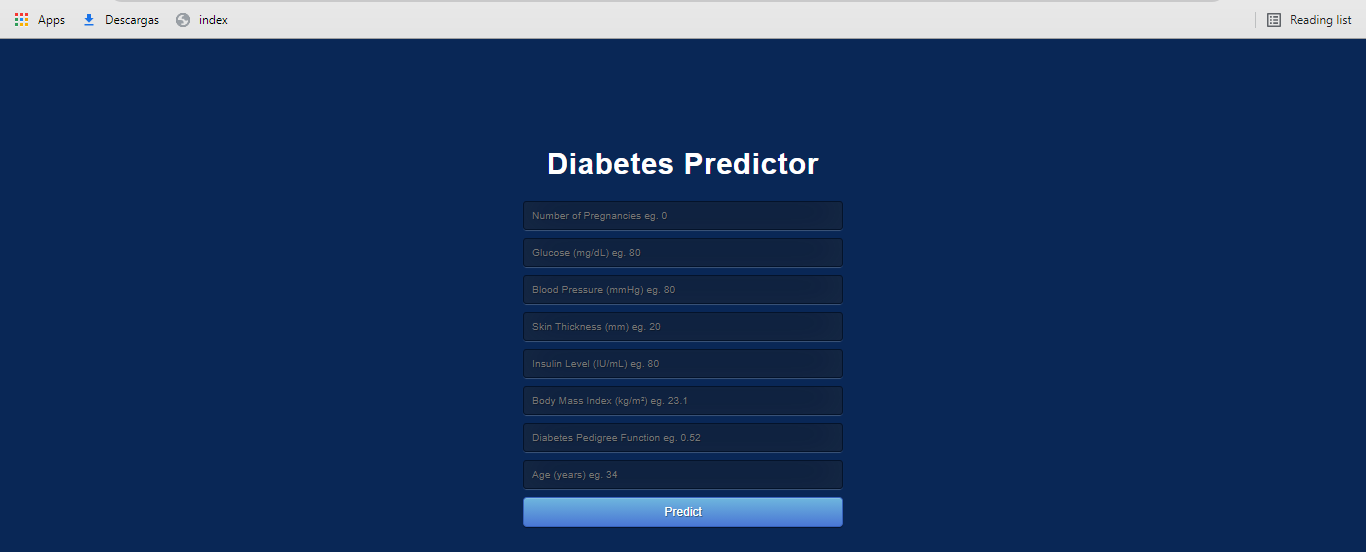 Apps Descargas index Reading list
Diabetes Predictor
Number of Pregnancies eg. 0
Glucose (mg/dL) eg. 80
Blood Pressure (mmHg) eg. 80
Skin Thickness (mm) eg. 20
Insulin Level (IU/mL) eg. 80
Body Mass Index (kg/m²) eg. 23.1
Diabetes Pedigree Function eg. 0.52
Age (years) eg. 34
Predict